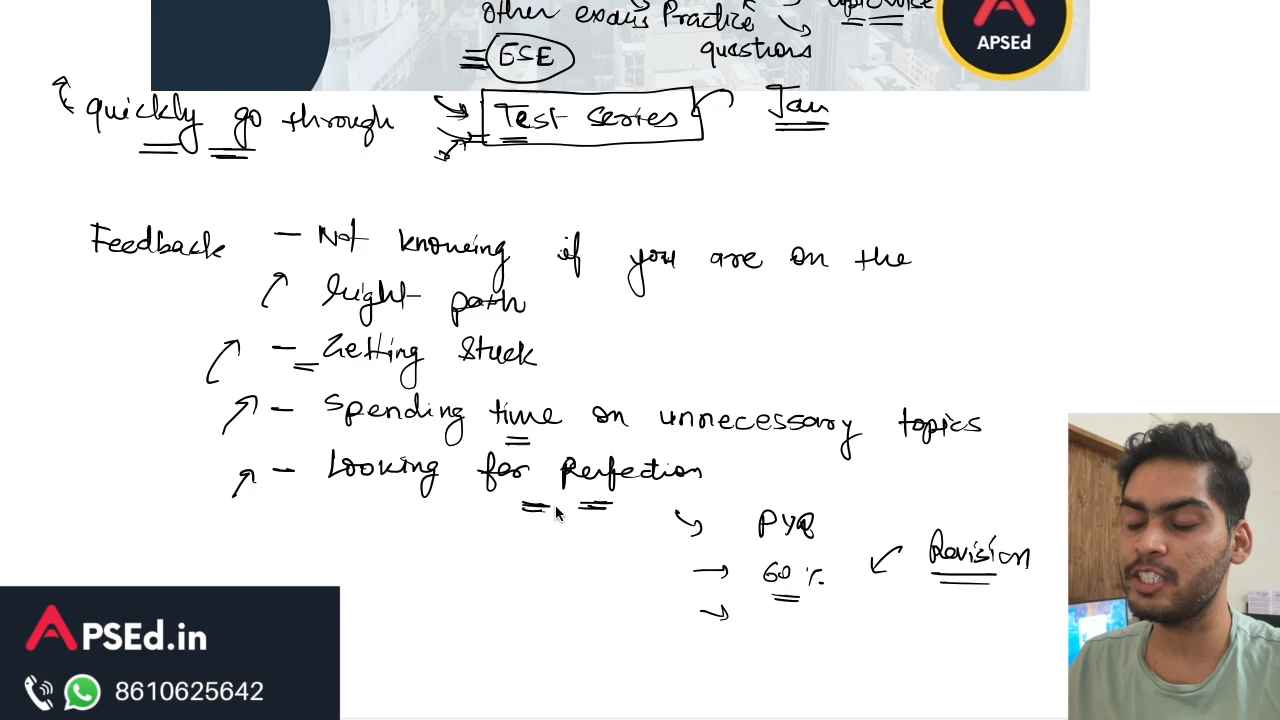 other exams Practice topicwise
ESE questions
APSEd
quickly go through Test series Jan
Feedback - Not knowing if you are on the
right path
- Getting stuck
- Spending time on unnecessary topics
- Looking for Perfection
PYQ
60 % Revision
APSEd.in
8610625642